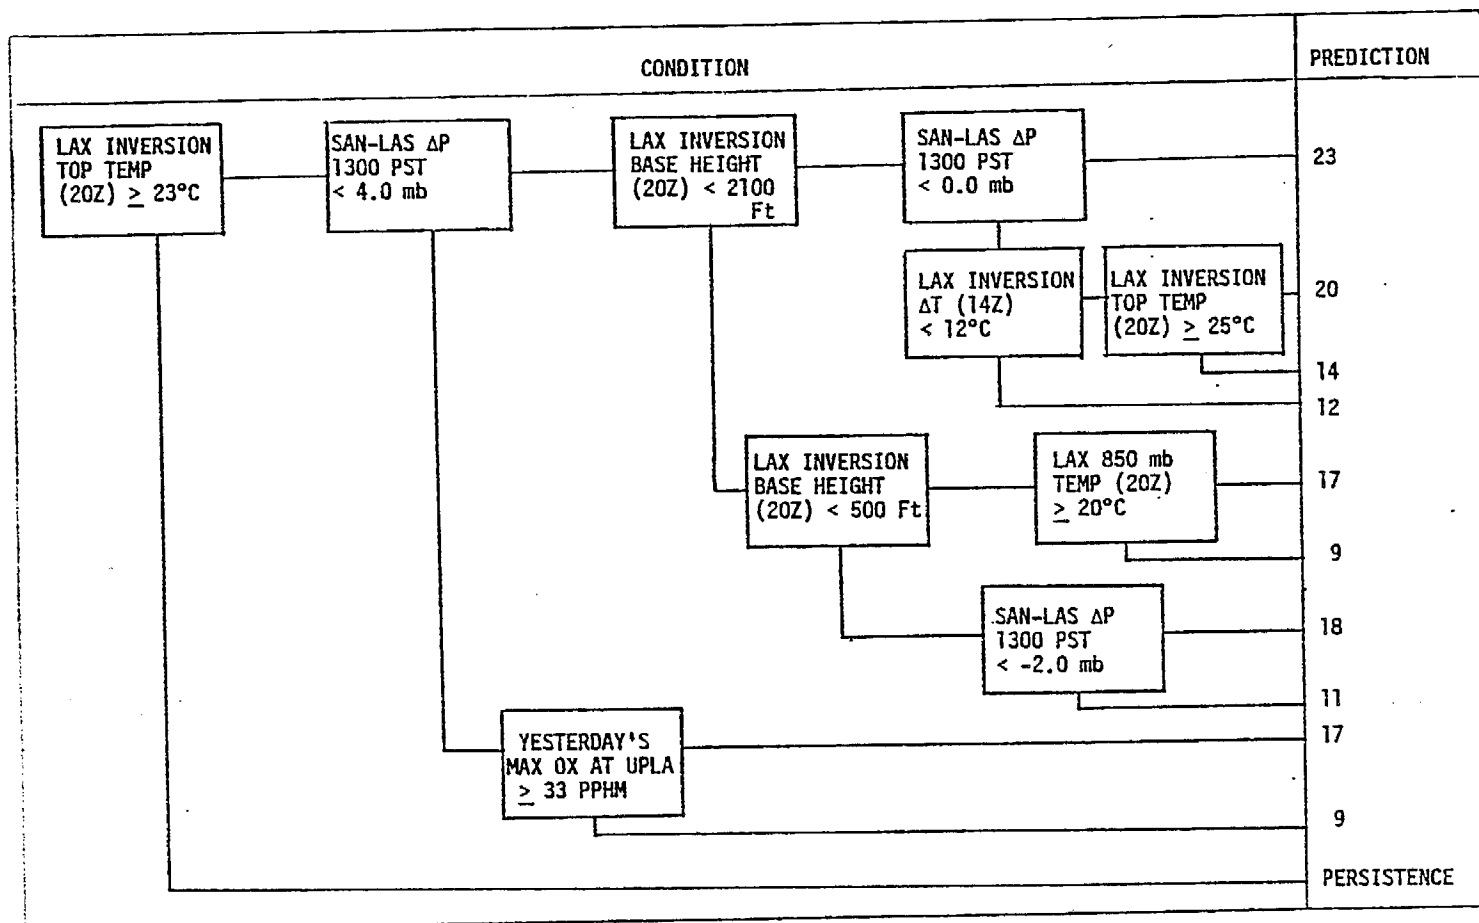 CONDITION
PREDICTION
LAX INVERSION
TOP TEMP
(20Z) ≥ 23°C
SAN-LAS ΔP
1300 PST
< 4.0 mb
LAX INVERSION
BASE HEIGHT
(20Z) < 2100
Ft
SAN-LAS ΔP
1300 PST
< 0.0 mb
23
LAX INVERSION
ΔT (14Z)
< 12°C
LAX INVERSION
TOP TEMP
(20Z) ≥ 25°C
20
14
12
LAX INVERSION
BASE HEIGHT
(20Z) < 500 Ft
LAX 850 mb
TEMP (20Z)
≥ 20°C
17
9
SAN-LAS ΔP
1300 PST
< -2.0 mb
18
11
YESTERDAY'S
MAX OX AT UPLA
≥ 33 PPHM
17
9
PERSISTENCE